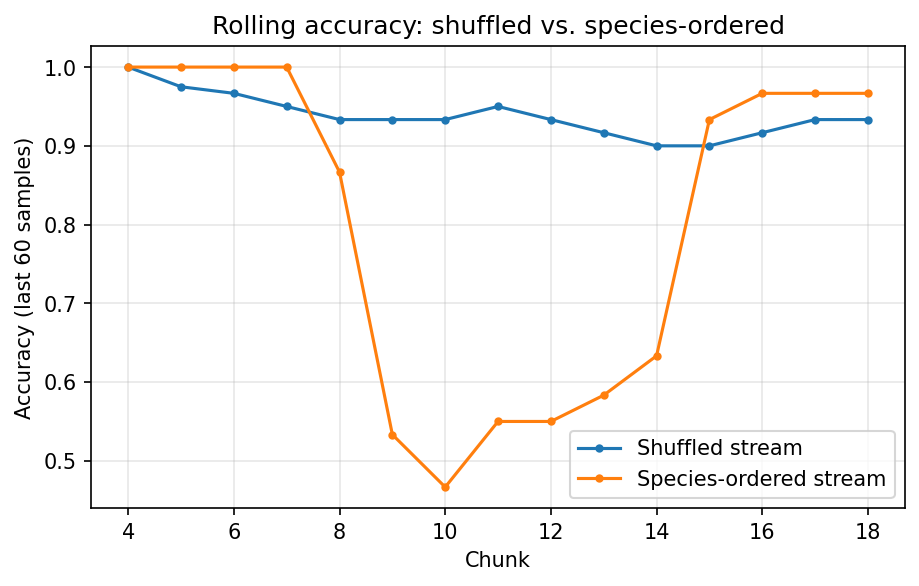 Rolling accuracy: shuffled vs. species-ordered
Accuracy (last 60 samples)
1.0
0.9
0.8
0.7
0.6
0.5
Shuffled stream
Species-ordered stream
4 6 8 10 12 14 16 18
Chunk